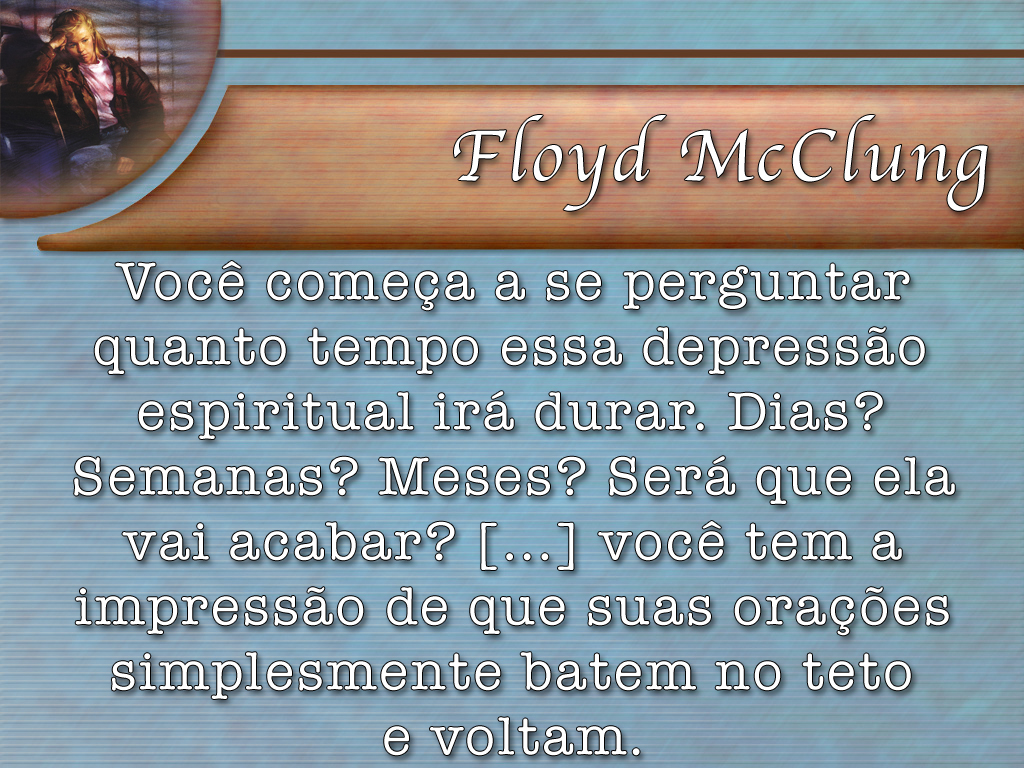 Floyd McClung
Você começa a se perguntar
quanto tempo essa depressão
espiritual irá durar. Dias?
Semanas? Meses? Será que ela
vai acabar? [...] você tem a
impressão de que suas orações
simplesmente batem no teto
e voltam.